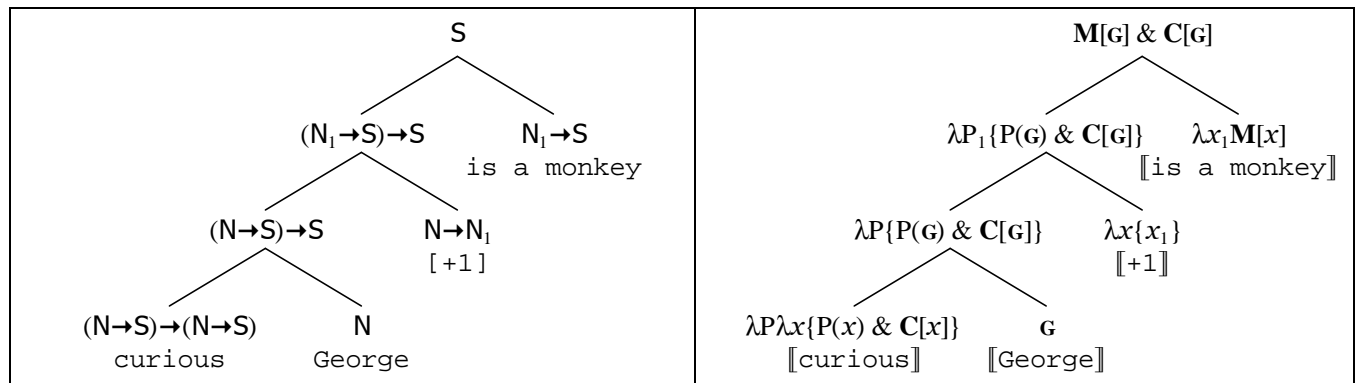 S
(N₁→S)→S N₁→S
is a monkey
(N→S)→S N→N₁
[+1]
(N→S)→(N→S) N
curious George
M[G] & C[G]
λP₁{P(G) & C[G]} λx₁M[x]
⟦is a monkey⟧
λP{P(G) & C[G]} λx{x₁}
⟦+1⟧
λPλx{P(x) & C[x]} G
⟦curious⟧ ⟦George⟧